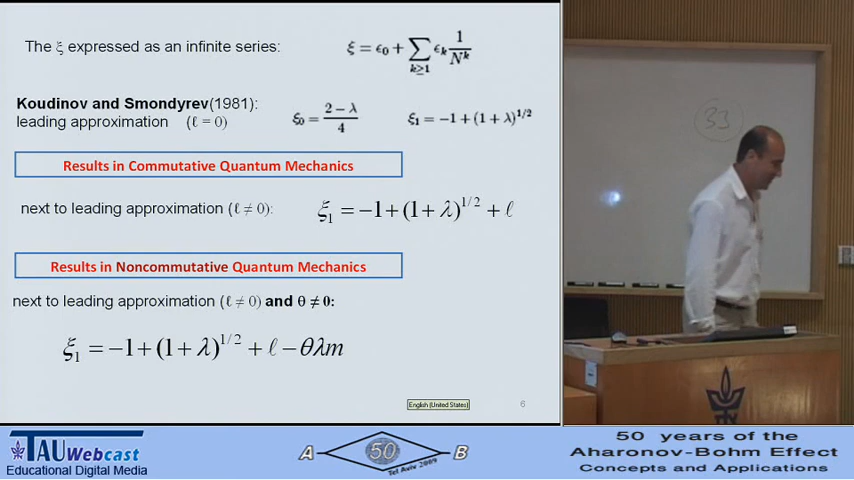 The ξ expressed as an infinite series: ξ = ϵ₀ + ∑_{k≥1} ϵₖ 1/Nᵏ
Koudinov and Smondyrev(1981):
leading approximation (ℓ = 0) ξ₀ = (2 − λ)/4 ξ₁ = −1 + (1 + λ)^{1/2}
Results in Commutative Quantum Mechanics
next to leading approximation (ℓ ≠ 0): ξ₁ = −1 + (1 + λ)^{1/2} + ℓ
Results in Noncommutative Quantum Mechanics
next to leading approximation (ℓ ≠ 0) and θ ≠ 0:
ξ₁ = −1 + (1 + λ)^{1/2} + ℓ − θλm
English (United States)
6
33
TAU Webcast
Educational Digital Media
A 50 B
Tel Aviv 2009
50 years of the
Aharonov-Bohm Effect
Concepts and Applications